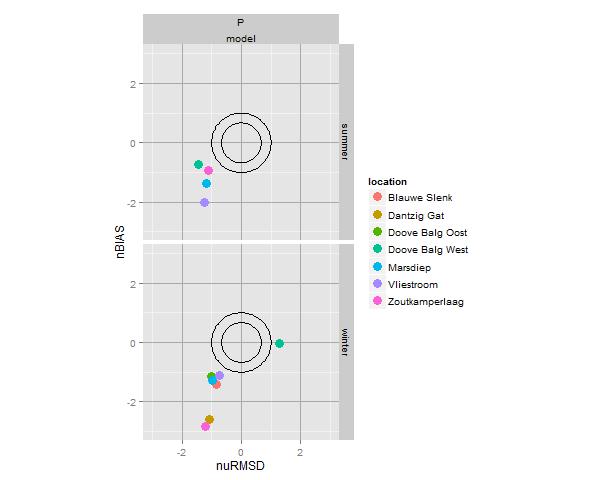 P
model
2
0
-2
summer
nBIAS
2
0
-2
winter
-2 0 2
nuRMSD
location
Blauwe Slenk
Dantzig Gat
Doove Balg Oost
Doove Balg West
Marsdiep
Vliestroom
Zoutkamperlaag